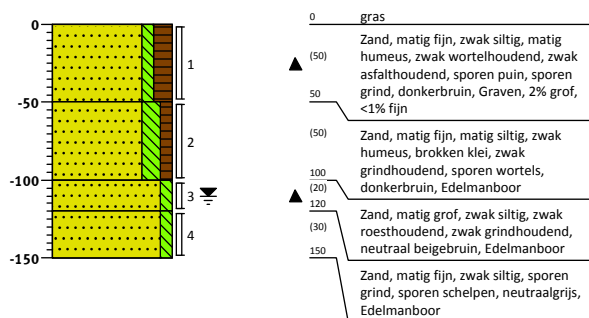 0
-50
-100
-150
1
2
3
4
0 gras
(50)
Zand, matig fijn, zwak siltig, matig
humeus, zwak wortelhoudend, zwak
asfalthoudend, sporen puin, sporen
grind, donkerbruin, Graven, 2% grof,
<1% fijn
50
(50)
Zand, matig fijn, matig siltig, zwak
humeus, brokken klei, zwak
grindhoudend, sporen wortels,
donkerbruin, Edelmanboor
100
(20)
120
Zand, matig grof, zwak siltig, zwak
roesthoudend, zwak grindhoudend,
neutraal beigebruin, Edelmanboor
(30)
150
Zand, matig fijn, zwak siltig, sporen
grind, sporen schelpen, neutraalgrijs,
Edelmanboor